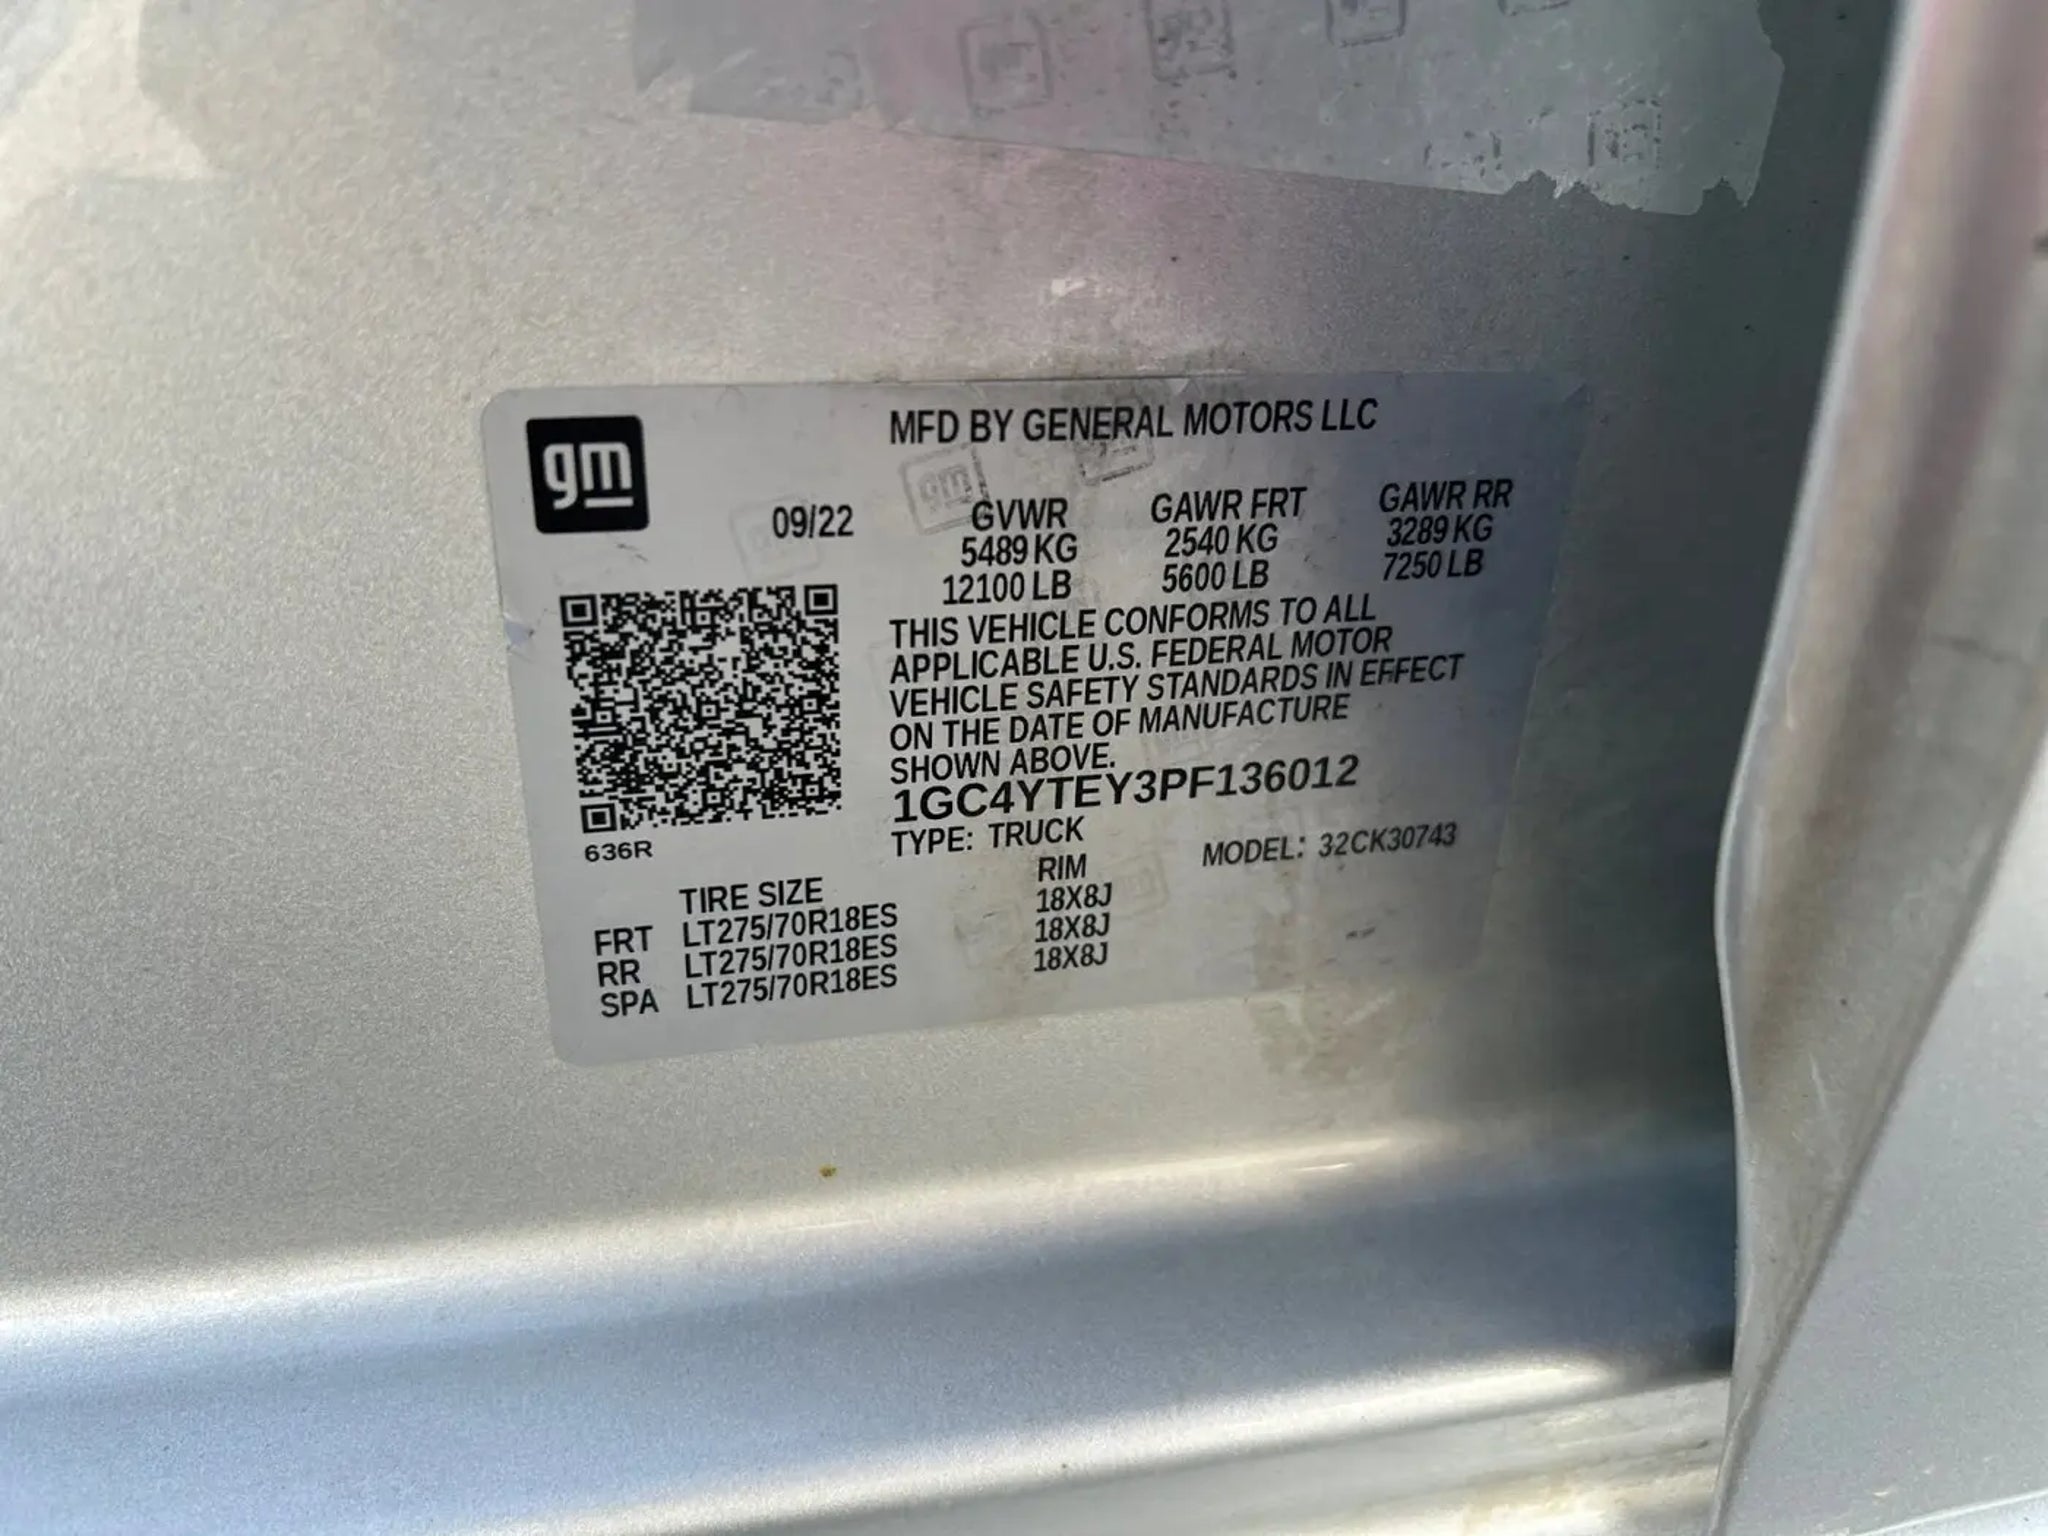 gm
MFD BY GENERAL MOTORS LLC
09/22 GVWR GAWR FRT GAWR RR
5489 KG 2540 KG 3289 KG
12100 LB 5600 LB 7250 LB
THIS VEHICLE CONFORMS TO ALL
APPLICABLE U.S. FEDERAL MOTOR
VEHICLE SAFETY STANDARDS IN EFFECT
ON THE DATE OF MANUFACTURE
SHOWN ABOVE.
1GC4YTEY3PF136012
TYPE: TRUCK MODEL: 32CK30743
636R
TIRE SIZE RIM
FRT LT275/70R18ES 18X8J
RR LT275/70R18ES 18X8J
SPA LT275/70R18ES 18X8J